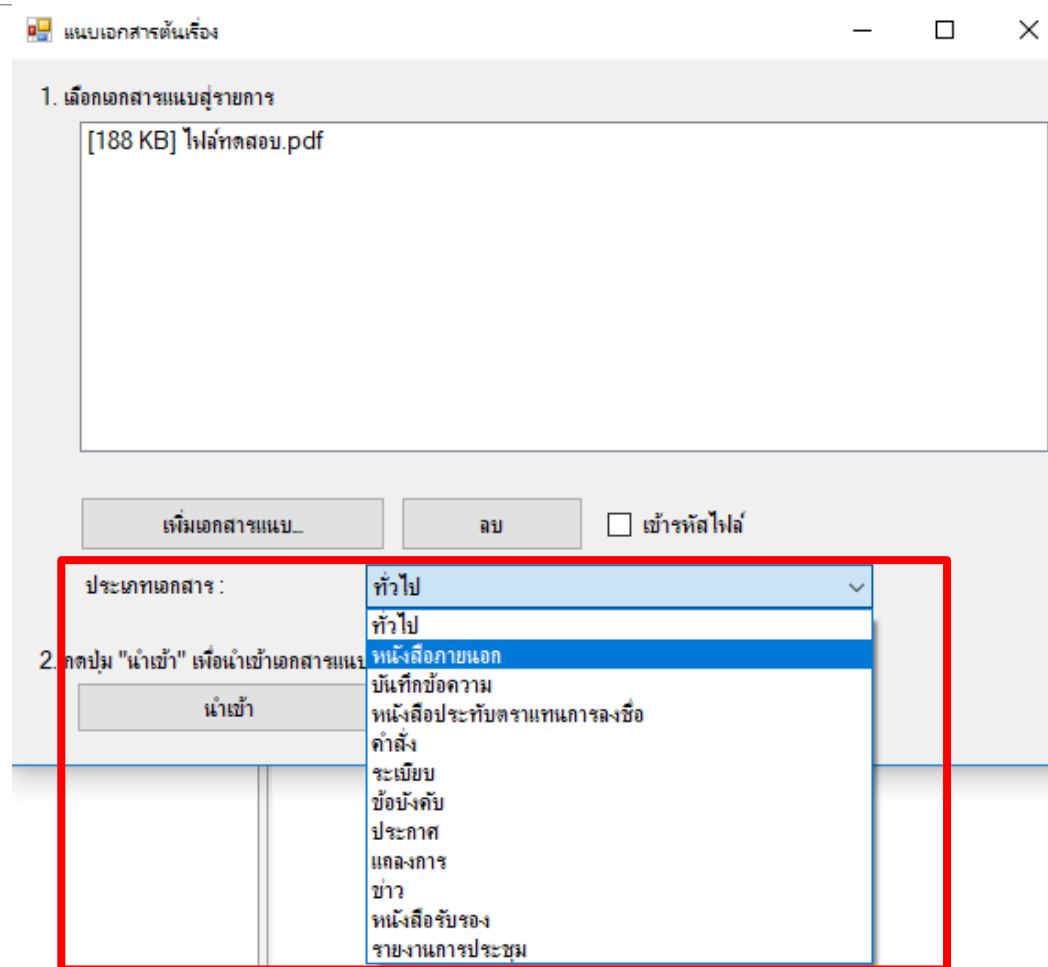 แนบเอกสารต้นเรื่อง
1. เลือกเอกสารแนบสู่รายการ
[188 KB] ไฟล์ทดสอบ.pdf
เพิ่มเอกสารแนบ... ลบ เข้ารหัสไฟล์
ประเภทเอกสาร : ทั่วไป
ทั่วไป
2. กดปุ่ม "นำเข้า" เพื่อนำเข้าเอกสารแนบ หนังสือภายนอก
บันทึกข้อความ
นำเข้า หนังสือประทับตราแทนการลงชื่อ
คำสั่ง
ระเบียบ
ข้อบังคับ
ประกาศ
แถลงการ
ข่าว
หนังสือรับรอง
รายงานการประชุม